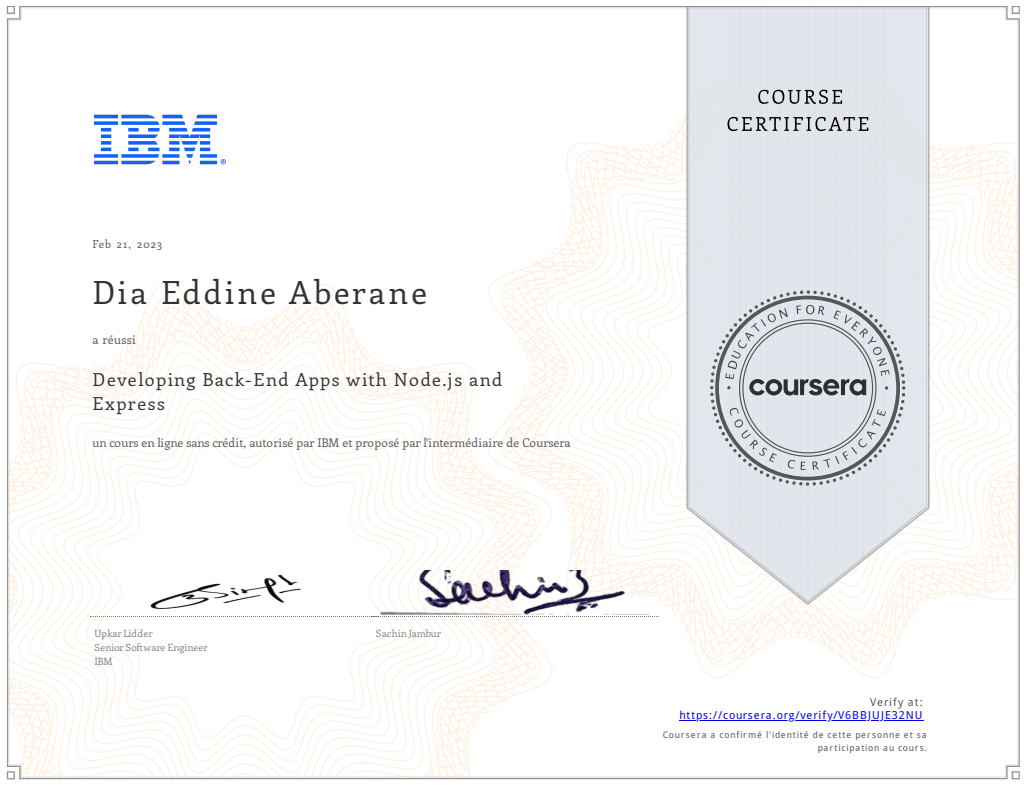 COURSE
CERTIFICATE
IBM®
Feb 21, 2023
Dia Eddine Aberane
a réussi
Developing Back-End Apps with Node.js and
Express
un cours en ligne sans crédit, autorisé par IBM et proposé par l'intermédiaire de Coursera
EDUCATION FOR EVERYONE
coursera
COURSE CERTIFICATE
Sachin J
Upkar Lidder
Senior Software Engineer
IBM
Sachin Jambur
Verify at:
https://coursera.org/verify/V6BBJUJE32NU
Coursera a confirmé l'identité de cette personne et sa
participation au cours.